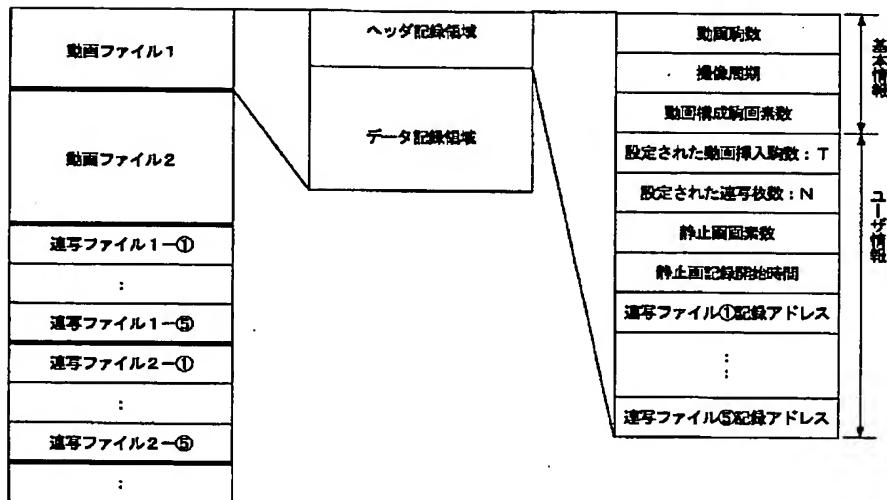 動画ファイル1
動画ファイル2
連写ファイル1－①
：
連写ファイル1－⑤
連写ファイル2－①
：
連写ファイル2－⑤
：
ヘッダ記録領域
データ記録領域
動画駒数
撮像周期
動画構成駒画素数
設定された動画挿入駒数：T
設定された連写枚数：N
静止画画素数
静止画記録開始時間
連写ファイル①記録アドレス
：
：
連写ファイル⑤記録アドレス
基本情報
ユーザ情報